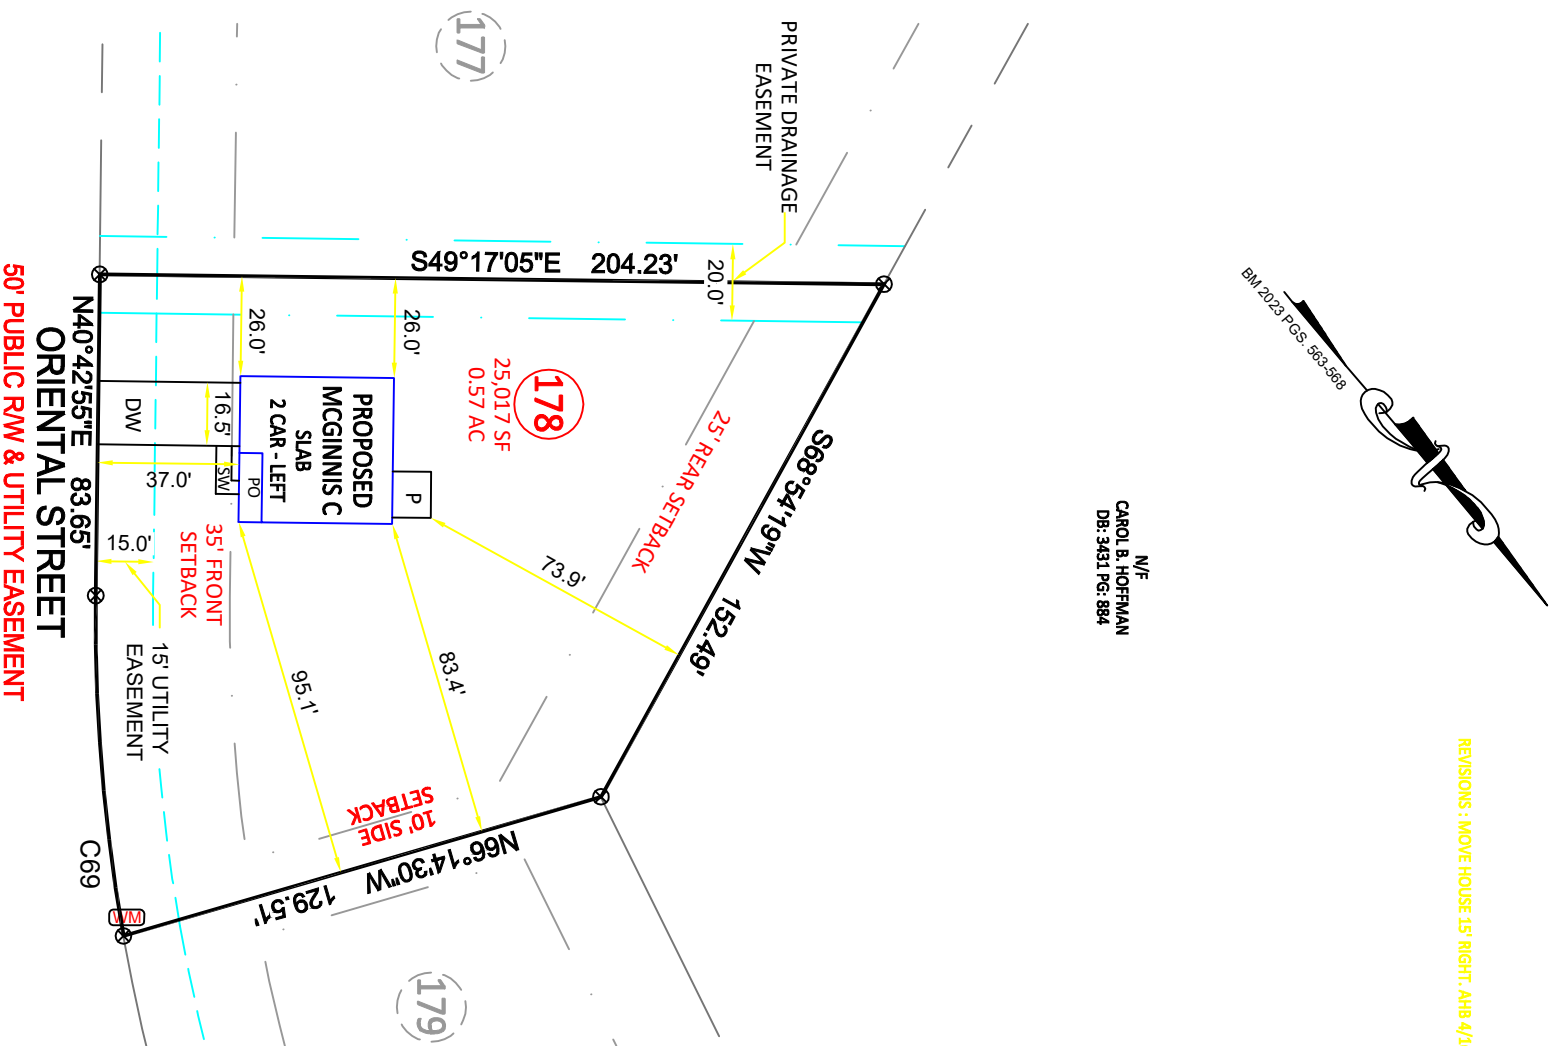 PRIVATE DRAINAGE
EASEMENT
177
S49°17'05"E 204.23'
20.0'
26.0'
26.0'
178
25,017 SF
0.57 AC
25' REAR SETBACK
S68°54'19"W 152.49'
PROPOSED
MCGINNIS C
SLAB
2 CAR - LEFT
P
PO
SW
DW
16.5'
37.0'
15.0'
35' FRONT
SETBACK
73.9'
83.4'
95.1'
15' UTILITY
EASEMENT
10' SIDE
SETBACK
N66°14'30"W 129.51'
C69
WM
179
N40°42'55"E 83.65'
ORIENTAL STREET
50' PUBLIC R/W & UTILITY EASEMENT
BM 2023 PGS. 563-568
N/F
CAROL B. HOFFMAN
DB: 3431 PG: 884
REVISIONS : MOVE HOUSE 15' RIGHT. AHB 4/1